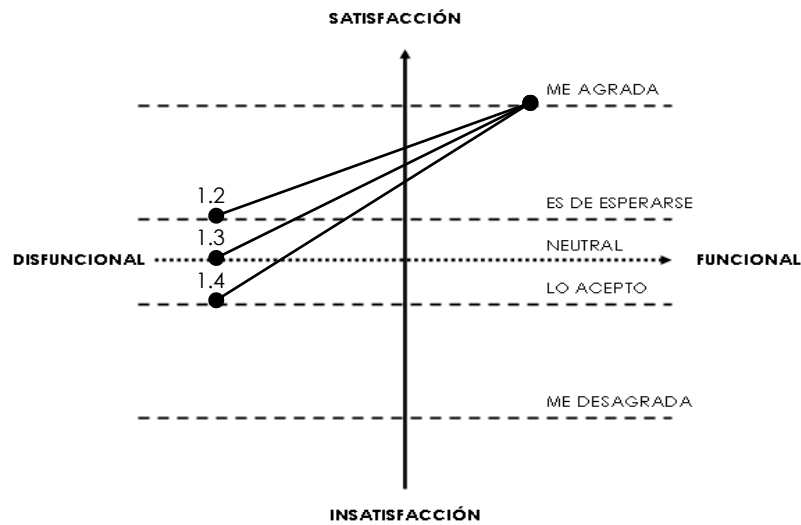 SATISFACCIÓN
ME AGRADA
1.2
ES DE ESPERARSE
1.3
NEUTRAL
DISFUNCIONAL
FUNCIONAL
1.4
LO ACEPTO
ME DESAGRADA
INSATISFACCIÓN